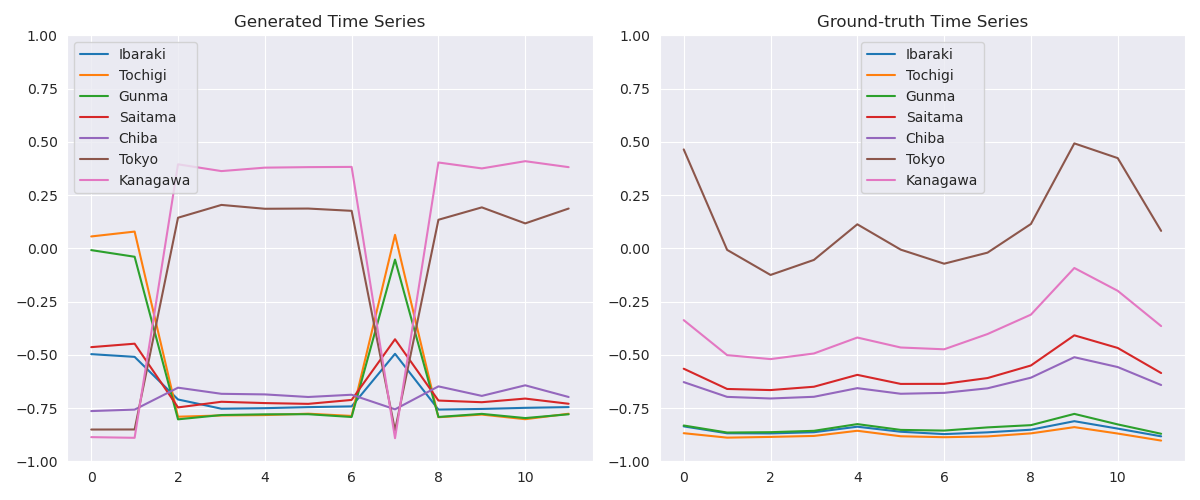 Generated Time Series
1.00
0.75
0.50
0.25
0.00
−0.25
−0.50
−0.75
−1.00
0 2 4 6 8 10
Ibaraki
Tochigi
Gunma
Saitama
Chiba
Tokyo
Kanagawa
Ground-truth Time Series
1.00
0.75
0.50
0.25
0.00
−0.25
−0.50
−0.75
−1.00
0 2 4 6 8 10
Ibaraki
Tochigi
Gunma
Saitama
Chiba
Tokyo
Kanagawa